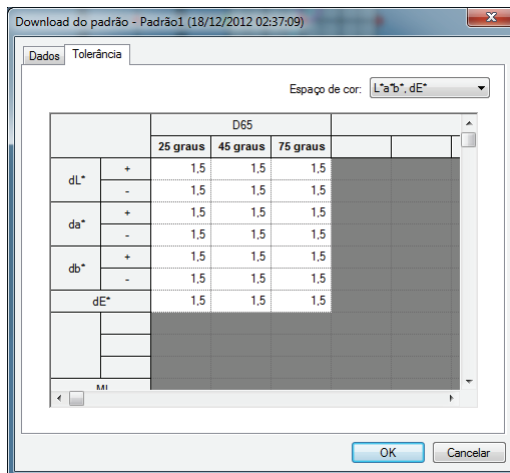 Download do padrão - Padrão1 (18/12/2012 02:37:09)
Dados Tolerância
Espaço de cor: L*a*b*, dE*
D65
25 graus 45 graus 75 graus
dL* + 1,5 1,5 1,5
- 1,5 1,5 1,5
da* + 1,5 1,5 1,5
- 1,5 1,5 1,5
db* + 1,5 1,5 1,5
- 1,5 1,5 1,5
dE* 1,5 1,5 1,5
OK Cancelar